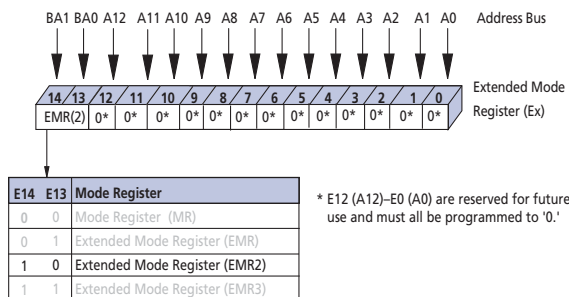 BA1 BA0 A12 A11 A10 A9 A8 A7 A6 A5 A4 A3 A2 A1 A0 Address Bus
14 13 12 11 10 9 8 7 6 5 4 3 2 1 0 Extended Mode
Register (Ex)
EMR(2) 0* 0* 0* 0* 0* 0* 0* 0* 0* 0* 0* 0* 0*
E14 E13 Mode Register
0 0 Mode Register (MR)
0 1 Extended Mode Register (EMR)
1 0 Extended Mode Register (EMR2)
1 1 Extended Mode Register (EMR3)
* E12 (A12)–E0 (A0) are reserved for future
use and must all be programmed to '0.'